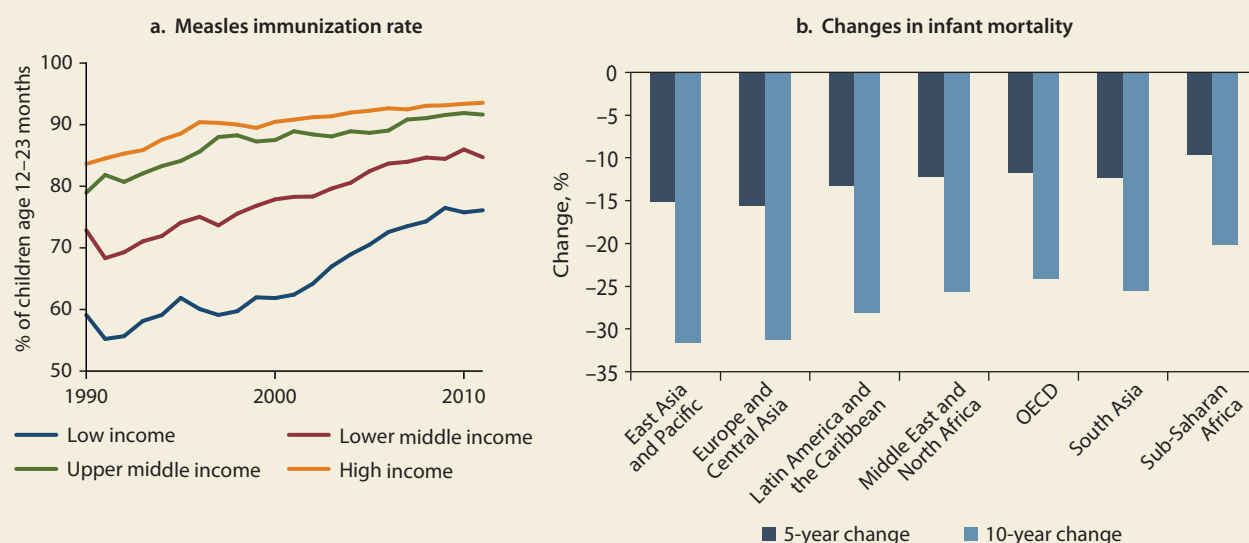 a. Measles immunization rate
% of children age 12–23 months
100
90
80
70
60
50
1990
2000
2010
Low income
Lower middle income
Upper middle income
High income
b. Changes in infant mortality
Change, %
0
–5
–10
–15
–20
–25
–30
–35
East Asia
and Pacific
Europe and
Central Asia
Latin America and
the Caribbean
Middle East and
North Africa
OECD
South Asia
Sub-Saharan
Africa
5-year change
10-year change